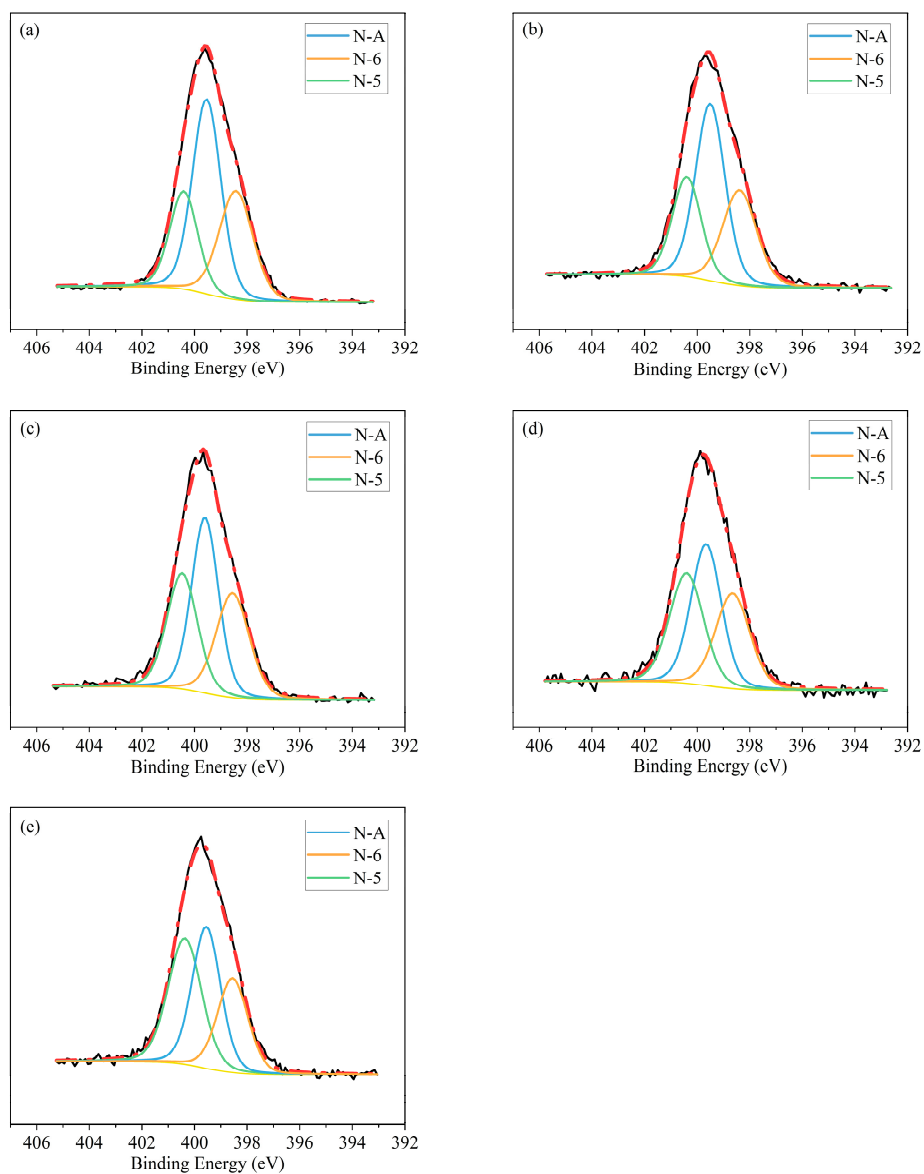 (a)
N-A
N-6
N-5
406 404 402 400 398 396 394 392
Binding Energy (eV)
(b)
N-A
N-6
N-5
406 404 402 400 398 396 394 392
Binding Encrgy (cV)
(c)
N-A
N-6
N-5
406 404 402 400 398 396 394 392
Binding Energy (eV)
(d)
N-A
N-6
N-5
406 404 402 400 398 396 394 392
Binding Encrgy (cV)
(e)
N-A
N-6
N-5
406 404 402 400 398 396 394 392
Binding Energy (eV)